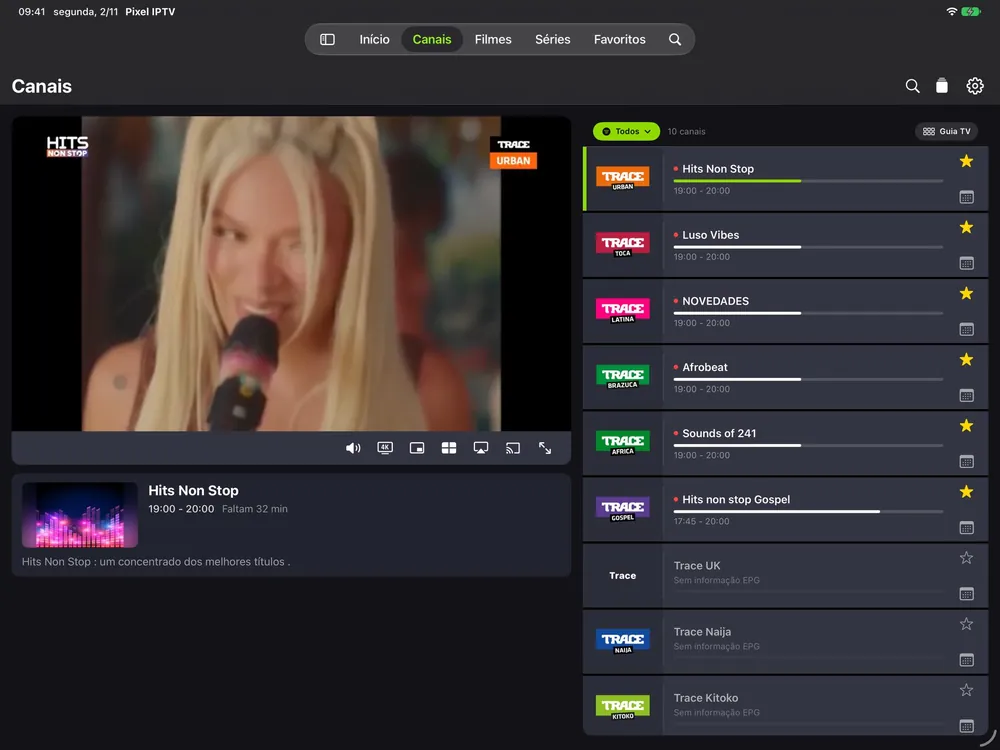 09:41 segunda, 2/11 Pixel IPTV
Início Canais Filmes Séries Favoritos
Canais
HITS
NON STOP
TRACE
URBAN
4K
Hits Non Stop
19:00 - 20:00 Faltam 32 min
Hits Non Stop : um concentrado dos melhores títulos .
Todos 10 canais Guia TV
TRACE
URBAN
Hits Non Stop
19:00 - 20:00
TRACE
TOCA
Luso Vibes
19:00 - 20:00
TRACE
LATINA
NOVEDADES
19:00 - 20:00
TRACE
BRAZUCA
Afrobeat
19:00 - 20:00
TRACE
AFRICA
Sounds of 241
19:00 - 20:00
TRACE
GOSPEL
Hits non stop Gospel
17:45 - 20:00
Trace
Trace UK
Sem informação EPG
TRACE
NAIJA
Trace Naija
Sem informação EPG
TRACE
KITOKO
Trace Kitoko
Sem informação EPG